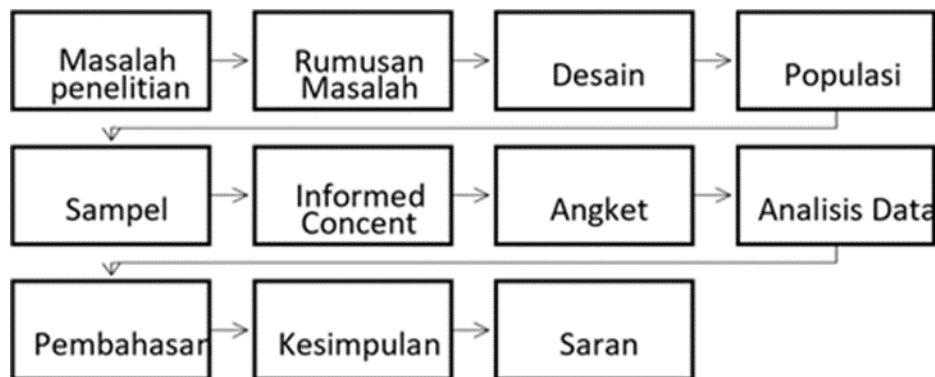 Masalah
penelitian
Rumusan
Masalah
Desain
Populasi
Sampel
Informed
Concent
Angket
Analisis Data
Pembahasan
Kesimpulan
Saran